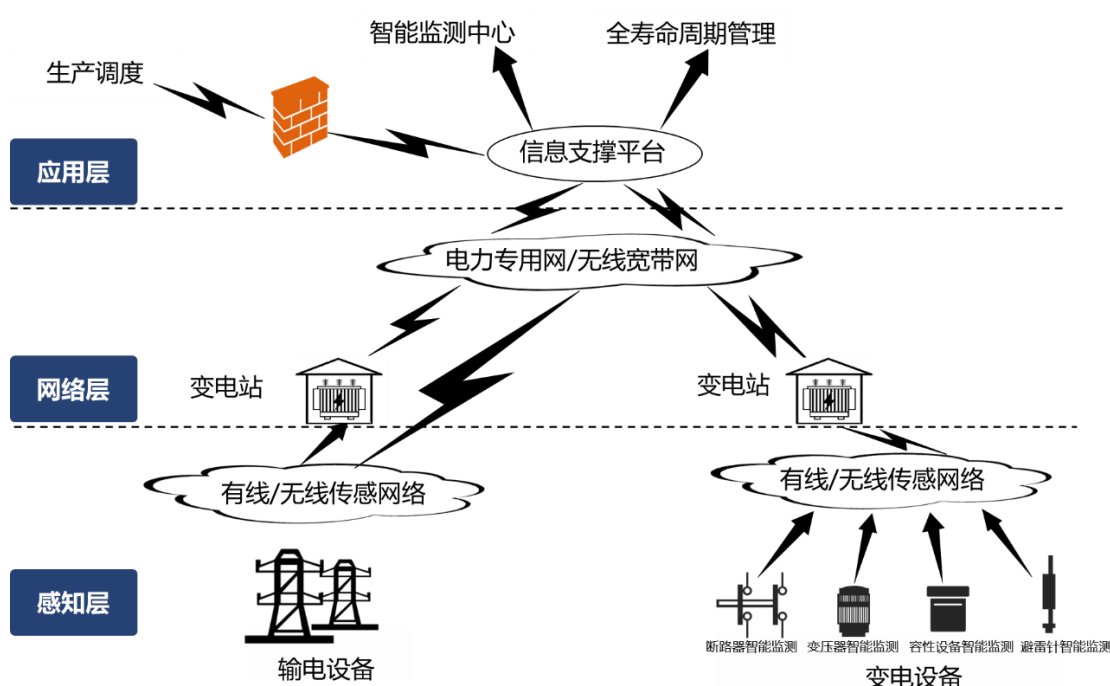 智能监测中心
全寿命周期管理
生产调度
信息支撑平台
应用层
电力专用网/无线宽带网
网络层
变电站
变电站
有线/无线传感网络
有线/无线传感网络
感知层
断路器智能监测
变压器智能监测
容性设备智能监测
避雷针智能监测
输电设备
变电设备